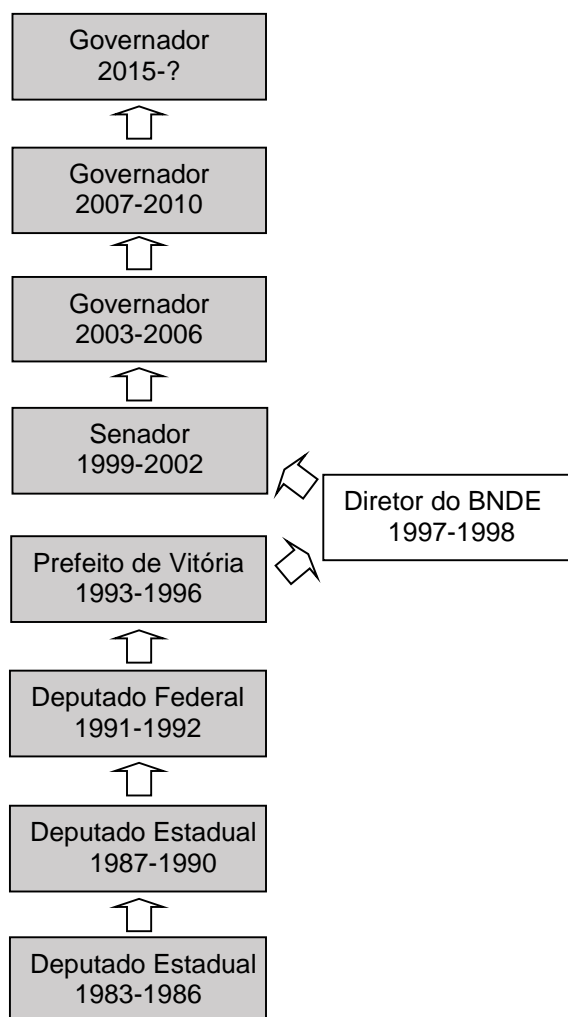 Governador
2015-?
Governador
2007-2010
Governador
2003-2006
Senador
1999-2002
Diretor do BNDE
1997-1998
Prefeito de Vitória
1993-1996
Deputado Federal
1991-1992
Deputado Estadual
1987-1990
Deputado Estadual
1983-1986